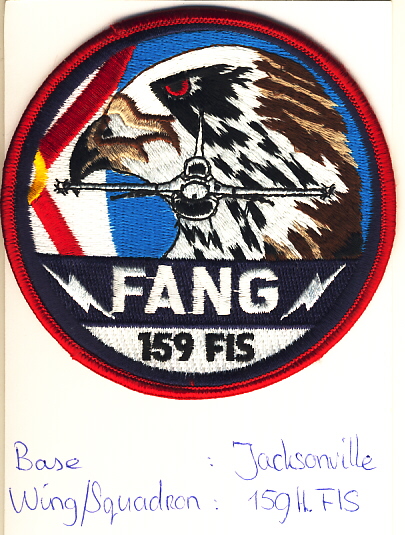 FANG
159 FIS
Base : Jacksonville
Wing/Squadron : 159th FIS